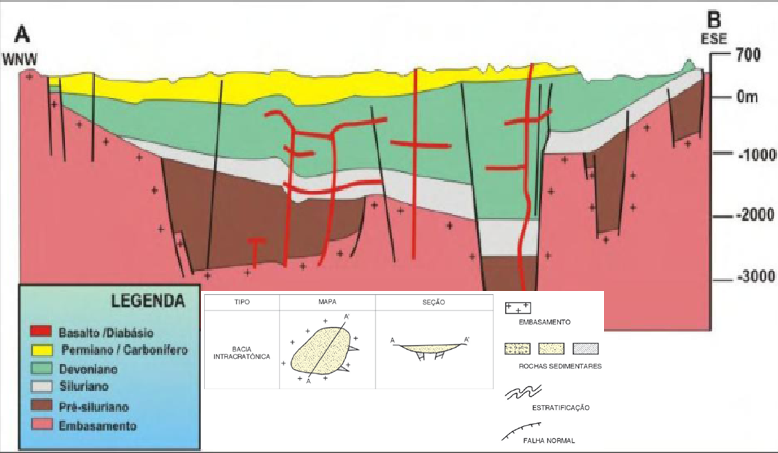 A
WNW
B
ESE
700
0m
-1000
-2000
-3000
LEGENDA
Basalto /Diabásio
Permiano / Carbonífero
Devoniano
Siluriano
Pré-siluriano
Embasamento
TIPO
MAPA
SEÇÃO
BACIA
INTRACRATÔNICA
A'
A
A
A'
EMBASAMENTO
ROCHAS SEDIMENTARES
ESTRATIFICAÇÃO
FALHA NORMAL